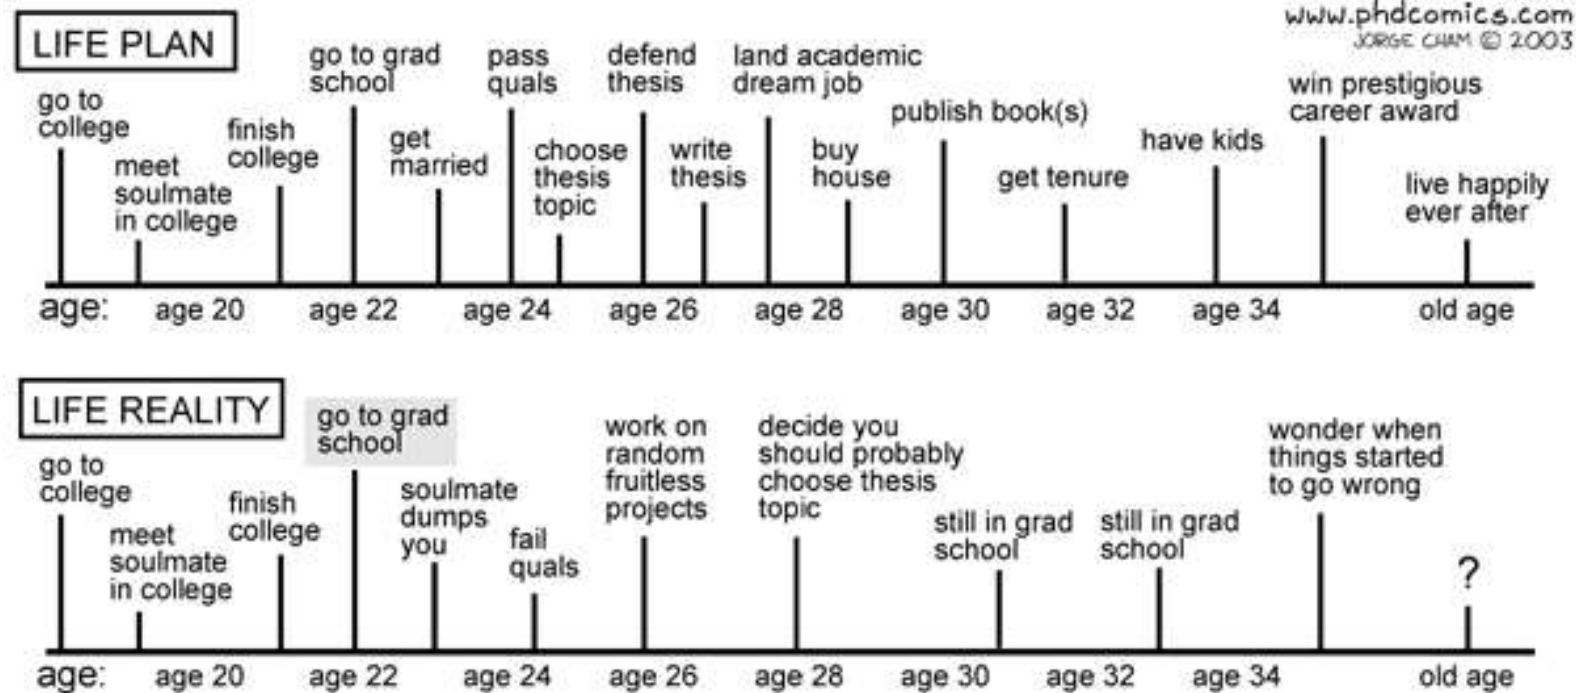 www.phdcomics.com
JORGE CHAM © 2003
LIFE PLAN
go to
college
meet
soulmate
in college
finish
college
go to grad
school
get
married
pass
quals
choose
thesis
topic
defend
thesis
write
thesis
land academic
dream job
buy
house
publish book(s)
get tenure
have kids
win prestigious
career award
live happily
ever after
age: age 20 age 22 age 24 age 26 age 28 age 30 age 32 age 34 old age
LIFE REALITY
go to
college
meet
soulmate
in college
finish
college
go to grad
school
soulmate
dumps
you
fail
quals
work on
random
fruitless
projects
decide you
should probably
choose thesis
topic
still in grad
school
still in grad
school
wonder when
things started
to go wrong
?
age: age 20 age 22 age 24 age 26 age 28 age 30 age 32 age 34 old age